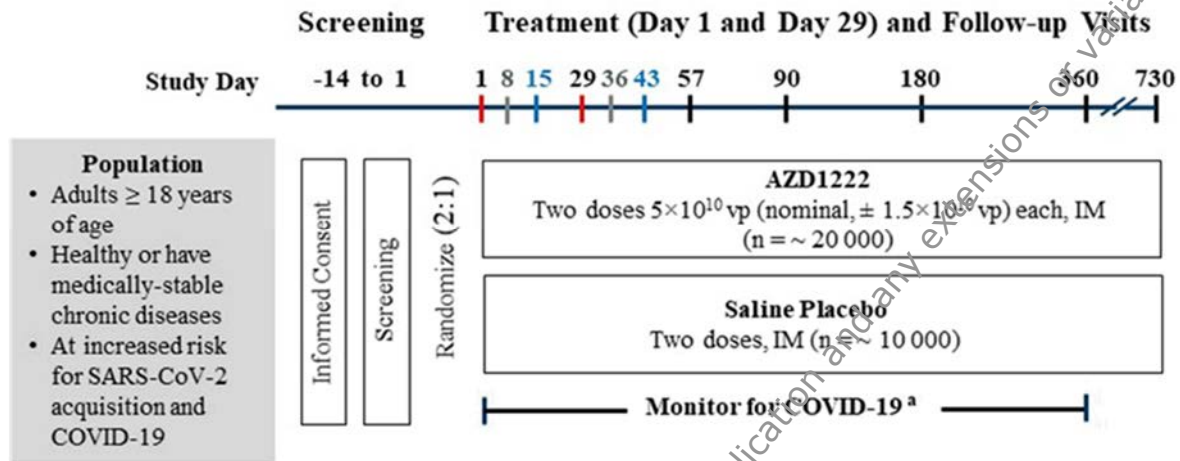 Screening
Treatment (Day 1 and Day 29) and Follow-up Visits
Study Day
-14 to 1
1 8 15 29 36 43 57 90 180 360 730
Population
• Adults ≥ 18 years
of age
• Healthy or have
medically-stable
chronic diseases
• At increased risk
for SARS-CoV-2
acquisition and
COVID-19
Informed Consent
Screening
Randomize (2:1)
AZD1222
Two doses 5×10¹⁰ vp (nominal, ± 1.5×10¹⁰ vp) each, IM
(n = ~ 20 000)
Saline Placebo
Two doses, IM (n = ~ 10 000)
Monitor for COVID-19 ᵃ
and any extensions or